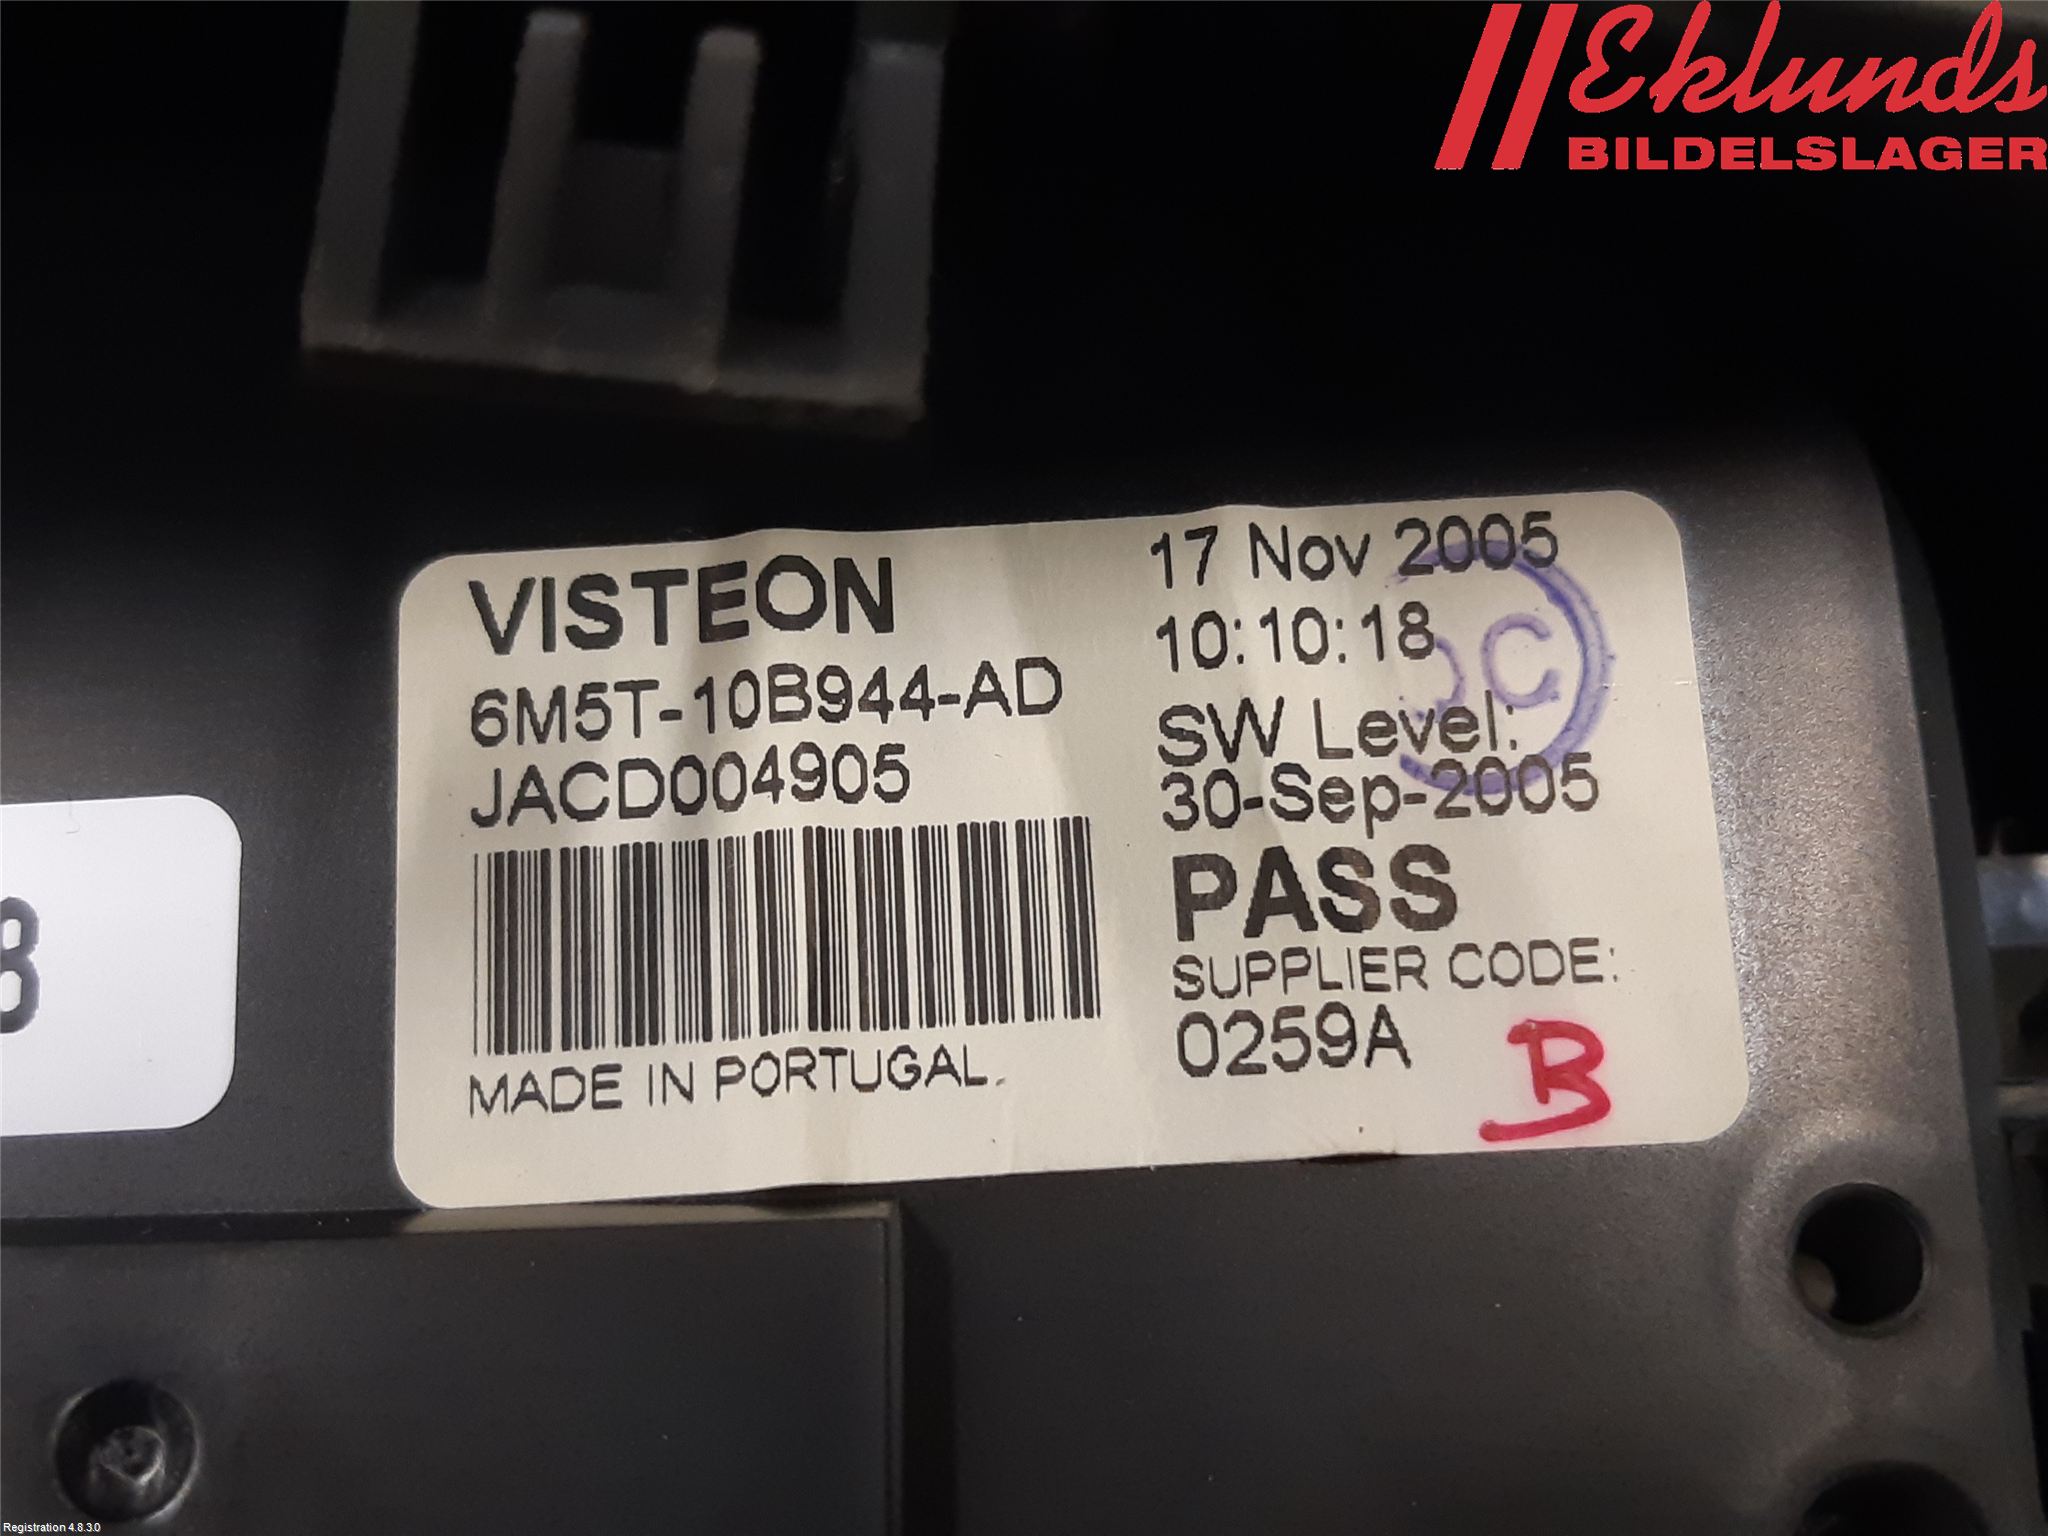 Eklunds
BILDELSLAGER
VISTEON
6M5T-10B944-AD
JACD004905
MADE IN PORTUGAL.
17 Nov 2005
10:10:18
SW Level:
30-Sep-2005
PASS
SUPPLIER CODE:
0259A
B
8
Registration 4.8.3.0